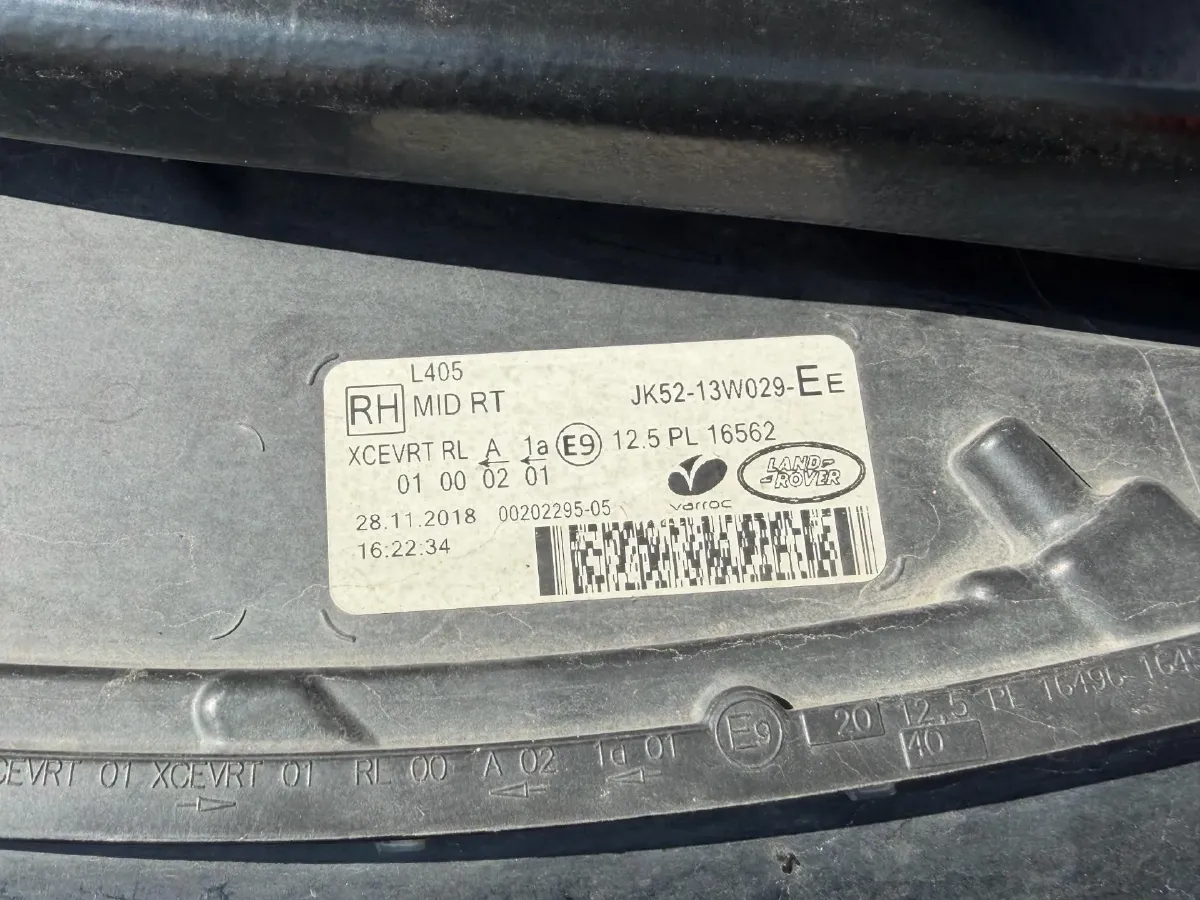 L405
RH MID RT JK52-13W029-EE
XCEVRT RL A 1a E9 12.5 PL 16562
01 00 02 01
varroc LAND-
-ROVER
28.11.2018 00202295-05
16:22:34
XCEVRT 01 RL 00 A 02 1d 01 E9 L 20 12,5 PL 16496
40